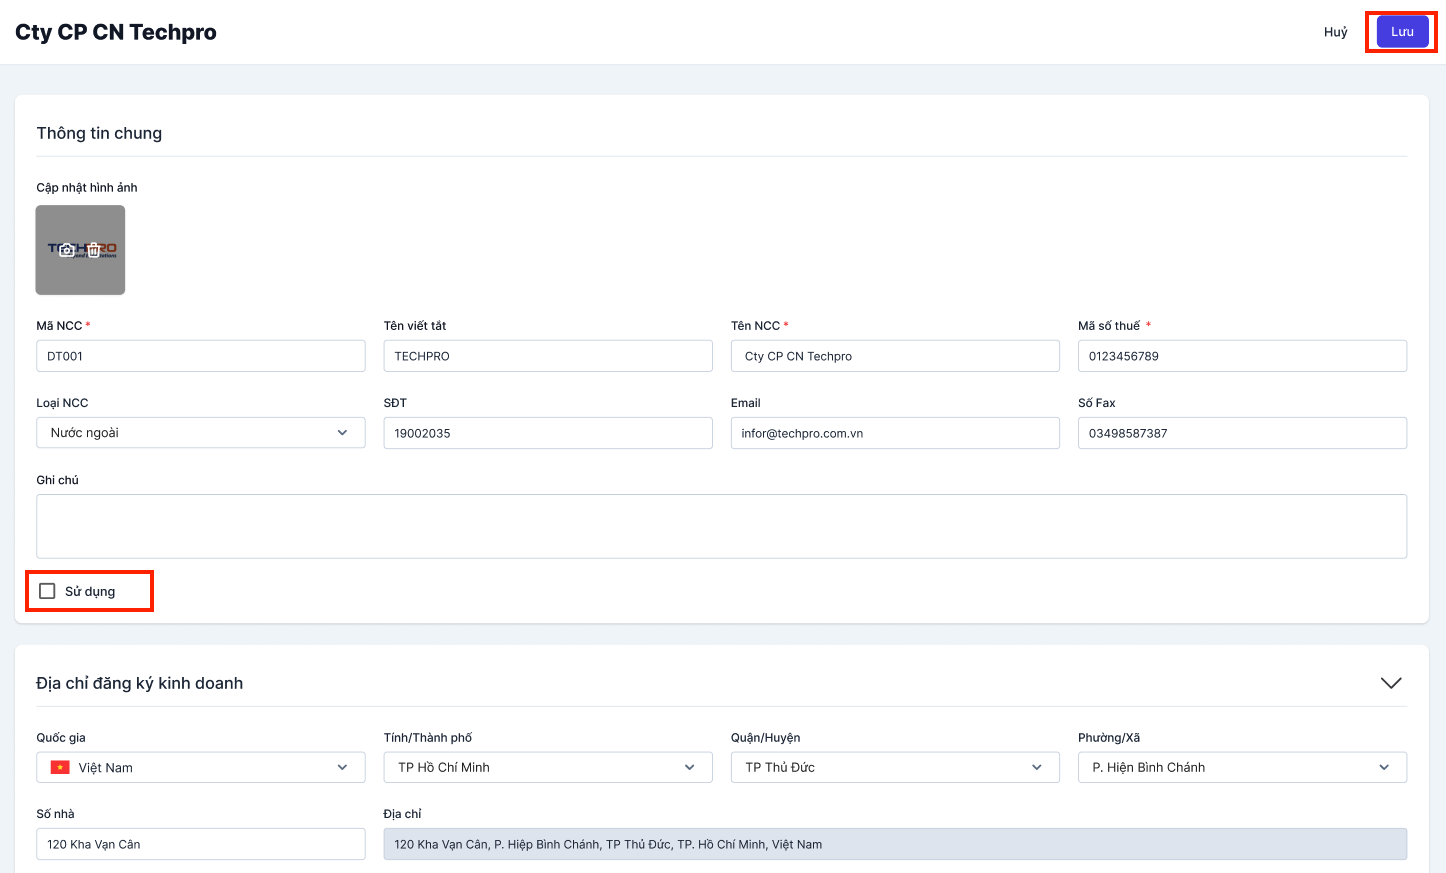 Cty CP CN Techpro
Huỷ
Lưu
Thông tin chung
Cập nhật hình ảnh
Mã NCC *
Tên viết tắt
Tên NCC *
Mã số thuế *
DT001
TECHPRO
Cty CP CN Techpro
0123456789
Loại NCC
SĐT
Email
Số Fax
Nước ngoài
19002035
infor@techpro.com.vn
03498587387
Ghi chú
Sử dụng
Địa chỉ đăng ký kinh doanh
Quốc gia
Tính/Thành phố
Quận/Huyện
Phường/Xã
Việt Nam
TP Hồ Chí Minh
TP Thủ Đức
P. Hiện Bình Chánh
Số nhà
Địa chỉ
120 Kha Vạn Cân
120 Kha Vạn Cân, P. Hiệp Bình Chánh, TP Thủ Đức, TP. Hồ Chí Minh, Việt Nam